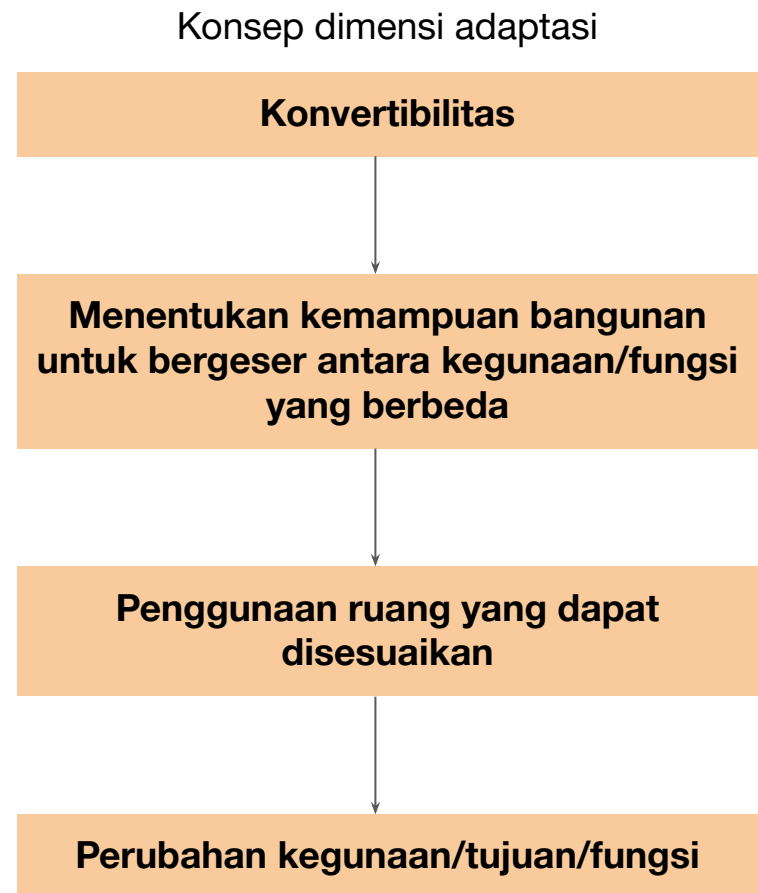 Konsep dimensi adaptasi
Konvertibilitas
Menentukan kemampuan bangunan
untuk bergeser antara kegunaan/fungsi
yang berbeda
Penggunaan ruang yang dapat
disesuaikan
Perubahan kegunaan/tujuan/fungsi